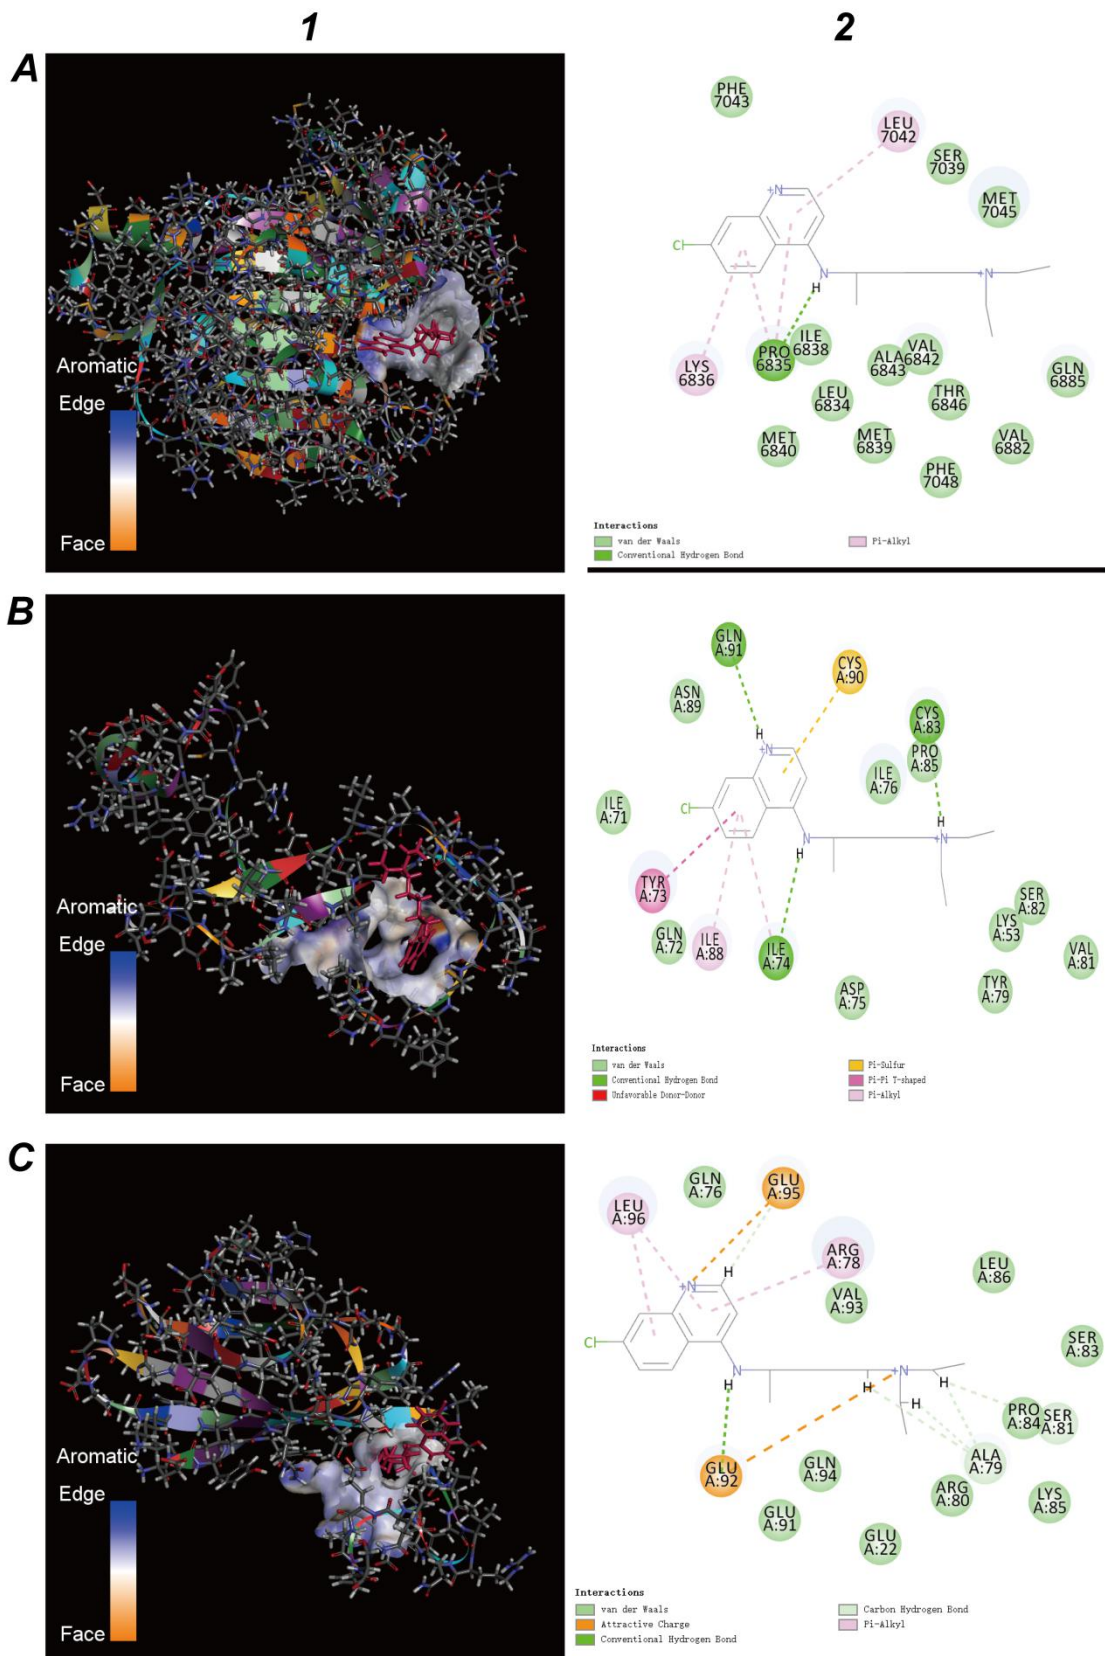 1
2
A
Aromatic
Edge
Face
PHE
7043
LEU
7042
SER
7039
MET
7045
+N
Cl
N
H
+N
LYS
6836
PRO
6835
ILE
6838
ALA
6843
VAL
6842
GLN
6885
LEU
6834
THR
6846
MET
6840
MET
6839
VAL
6882
PHE
7048
Interactions
van der Waals
Conventional Hydrogen Bond
Pi-Alkyl
B
Aromatic
Edge
Face
GLN
A:91
CYS
A:90
ASN
A:89
CYS
A:83
PRO
A:85
ILE
A:76
H
+N
ILE
A:71
Cl
N
H
H
+N
TYR
A:73
GLN
A:72
ILE
A:88
ILE
A:74
SER
A:82
LYS
A:53
VAL
A:81
ASP
A:75
TYR
A:79
Interactions
van der Waals
Conventional Hydrogen Bond
Unfavorable Donor-Donor
Pi-Sulfur
Pi-Pi T-shaped
Pi-Alkyl
C
Aromatic
Edge
Face
GLN
A:76
GLU
A:95
LEU
A:96
ARG
A:78
LEU
A:86
H
+N
VAL
A:93
Cl
SER
A:83
N
H
H
+N
H
H
PRO
A:84
SER
A:81
GLU
A:92
GLN
A:94
ALA
A:79
ARG
A:80
LYS
A:85
GLU
A:91
GLU
A:22
Interactions
van der Waals
Attractive Charge
Conventional Hydrogen Bond
Carbon Hydrogen Bond
Pi-Alkyl